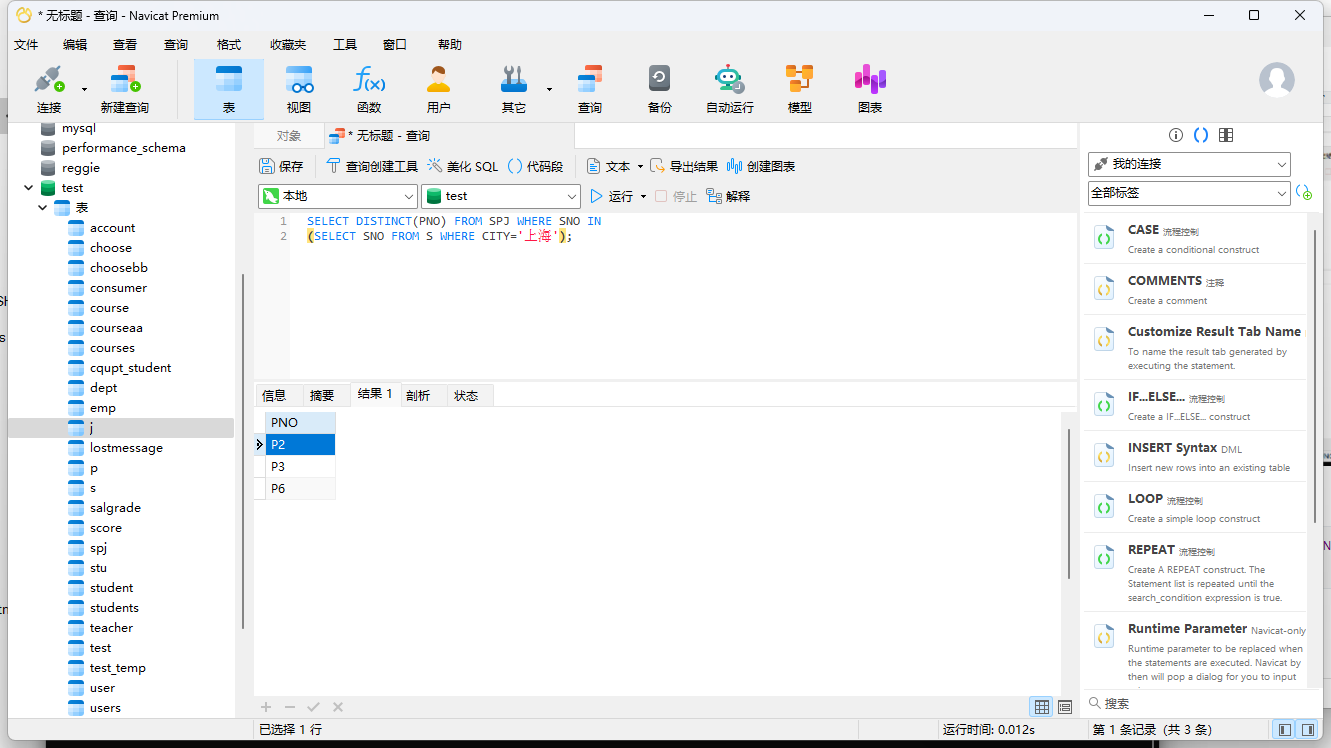 * 无标题 - 查询 - Navicat Premium
文件 编辑 查看 查询 格式 收藏夹 工具 窗口 帮助
连接 新建查询 表 视图 函数 用户 其它 查询 备份 自动运行 模型 图表
mysql
performance_schema
reggie
test
表
account
choose
choosebb
consumer
course
courseaa
courses
cqupt_student
dept
emp
j
lostmessage
p
s
salgrade
score
spj
stu
student
students
teacher
test
test_temp
user
users
对象 * 无标题 - 查询
保存 查询创建工具 美化 SQL 代码段 文本 导出结果 创建图表
本地 test 运行 停止 解释
1 SELECT DISTINCT(PNO) FROM SPJ WHERE SNO IN
2 (SELECT SNO FROM S WHERE CITY='上海');
信息 摘要 结果 1 剖析 状态
PNO
P2
P3
P6
我的连接
全部标签
CASE 流程控制
Create a conditional construct
COMMENTS 注释
Create a comment
Customize Result Tab Name
To name the result tab generated by
executing the statement.
IF...ELSE... 流程控制
Create a IF...ELSE... construct
INSERT Syntax DML
Insert new rows into an existing table
LOOP 流程控制
Create a simple loop construct
REPEAT 流程控制
Create A REPEAT construct. The
Statement list is repeated until the
search_condition expression is true.
Runtime Parameter Navicat-only
Runtime parameter to be replaced when
the statements are executed. Navicat by
then will pop a dialog for you to input
搜索
已选择 1 行 运行时间: 0.012s 第 1 条记录 (共 3 条)